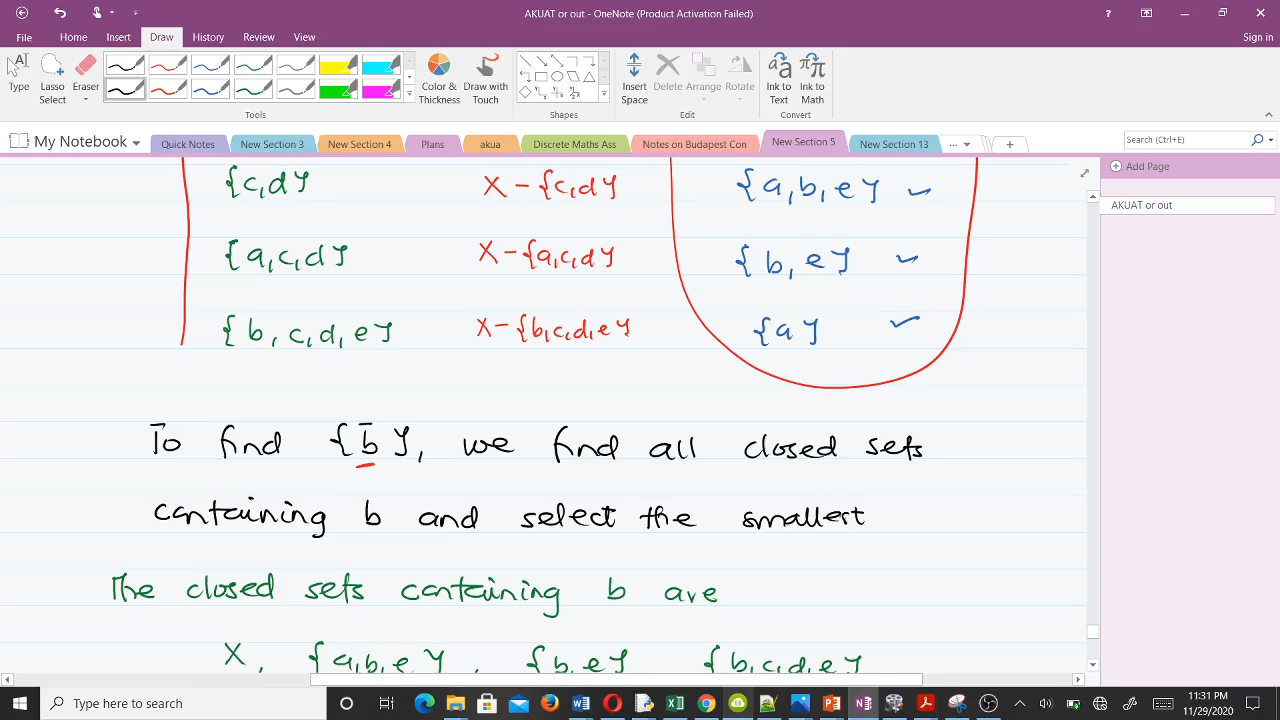 AKUAT or out - OneNote (Product Activation Failed)
File Home Insert Draw History Review View Sign in
Type Lasso Select Eraser Color & Thickness Draw with Touch Insert Space Delete Arrange Rotate Ink to Text Ink to Math
Tools Shapes Edit Convert
My Notebook Quick Notes New Section 3 New Section 4 Plans akua Discrete Maths Ass Notes on Budapest Con New Section 5 New Section 13 ... Search (Ctrl+E)
Add Page
AKUAT or out
{c,d} X-{c,d} {a,b,e}
{a,c,d} X-{a,c,d} {b,e}
{b,c,d,e} X-{b,c,d,e} {a}
To find {b̅}, we find all closed sets
containing b and select the smallert
The closed sets containing b are
X, {a,b,e}, {b,e} {b,c,d,e}
Type here to search
11:31 PM
11/29/2020